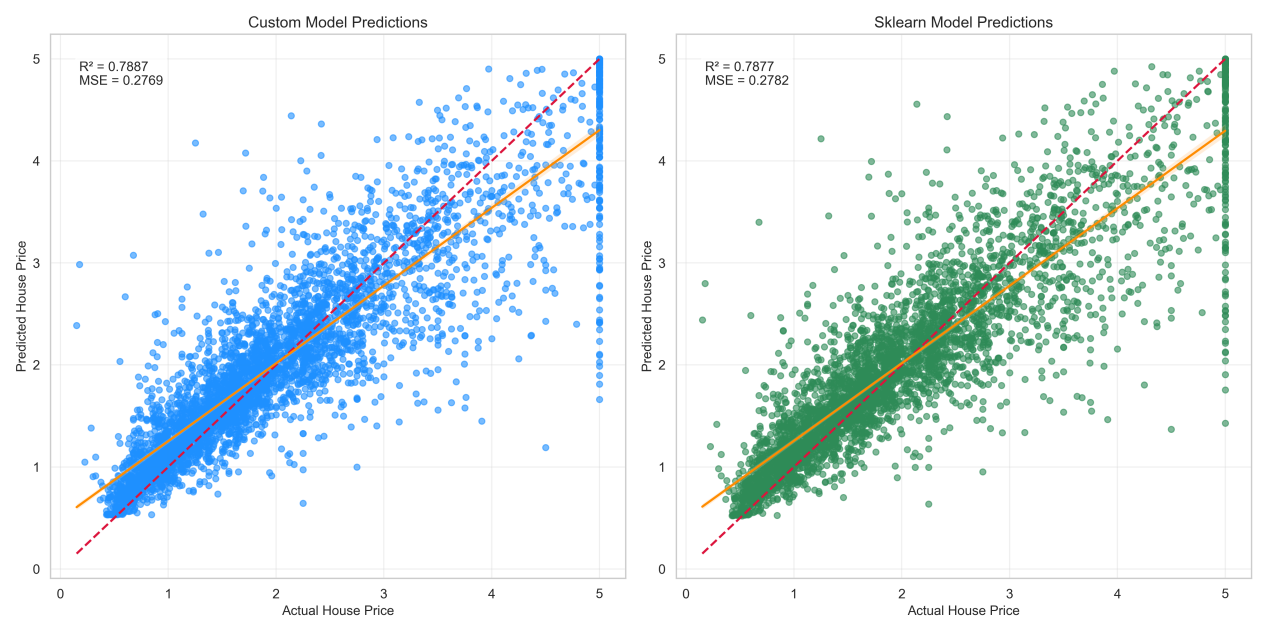 Custom Model Predictions
R² = 0.7887
MSE = 0.2769
Predicted House Price
5
4
3
2
1
0
0 1 2 3 4 5
Actual House Price
Sklearn Model Predictions
R² = 0.7877
MSE = 0.2782
Predicted House Price
5
4
3
2
1
0
0 1 2 3 4 5
Actual House Price